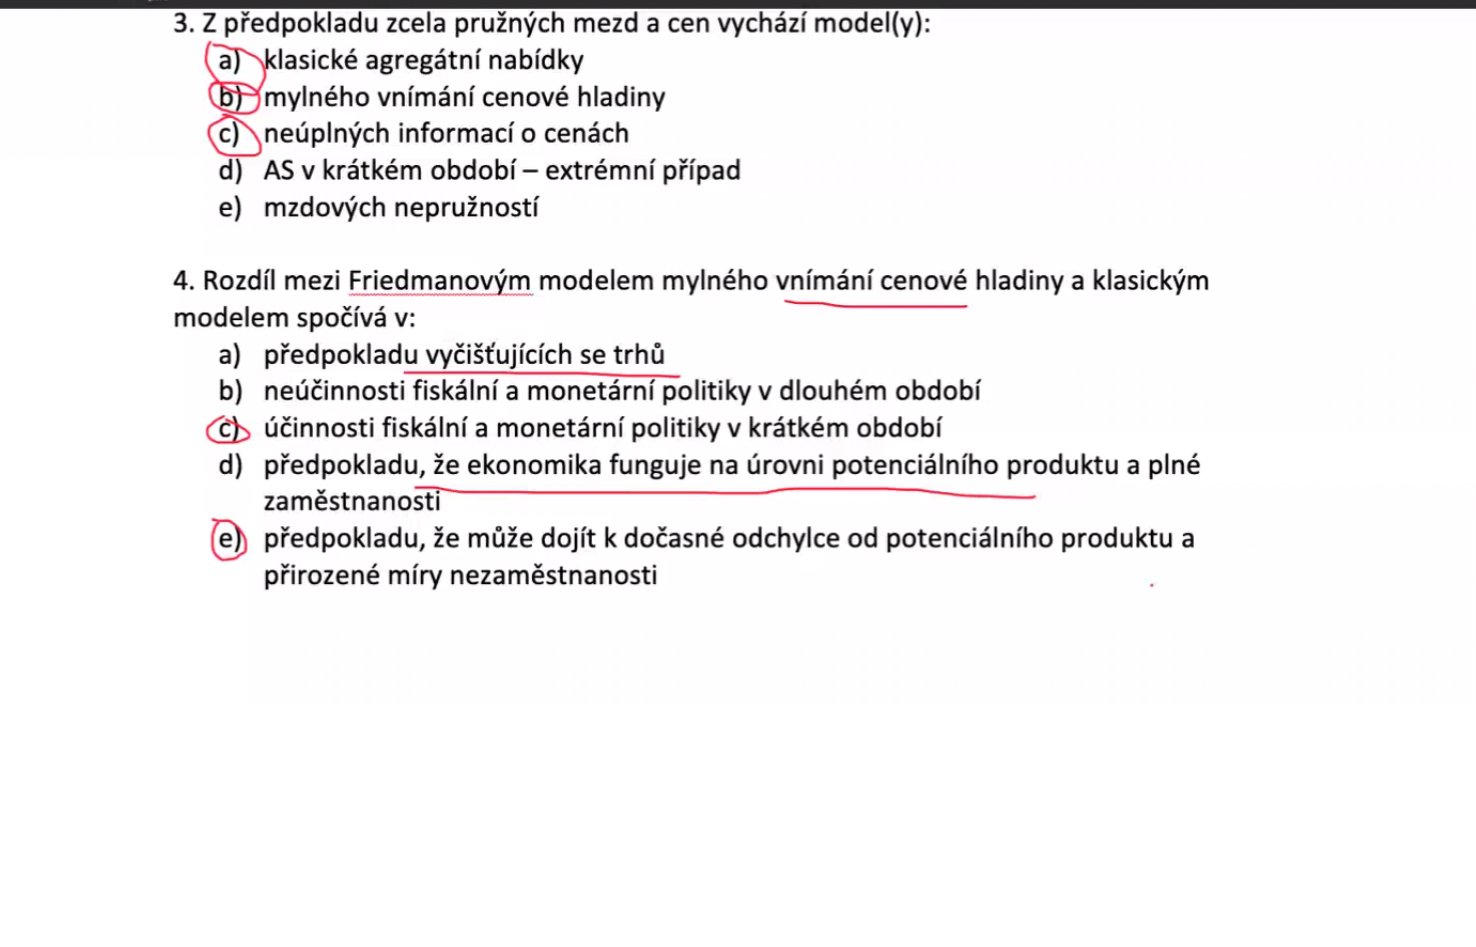 3. Z předpokladu zcela pružných mezd a cen vychází model(y):
a) klasické agregátní nabídky
b) mylného vnímání cenové hladiny
c) neúplných informací o cenách
d) AS v krátkém období – extrémní případ
e) mzdových nepružností
4. Rozdíl mezi Friedmanovým modelem mylného vnímání cenové hladiny a klasickým
modelem spočívá v:
a) předpokladu vyčišťujících se trhů
b) neúčinnosti fiskální a monetární politiky v dlouhém období
c) účinnosti fiskální a monetární politiky v krátkém období
d) předpokladu, že ekonomika funguje na úrovni potenciálního produktu a plné
zaměstnanosti
e) předpokladu, že může dojít k dočasné odchylce od potenciálního produktu a
přirozené míry nezaměstnanosti